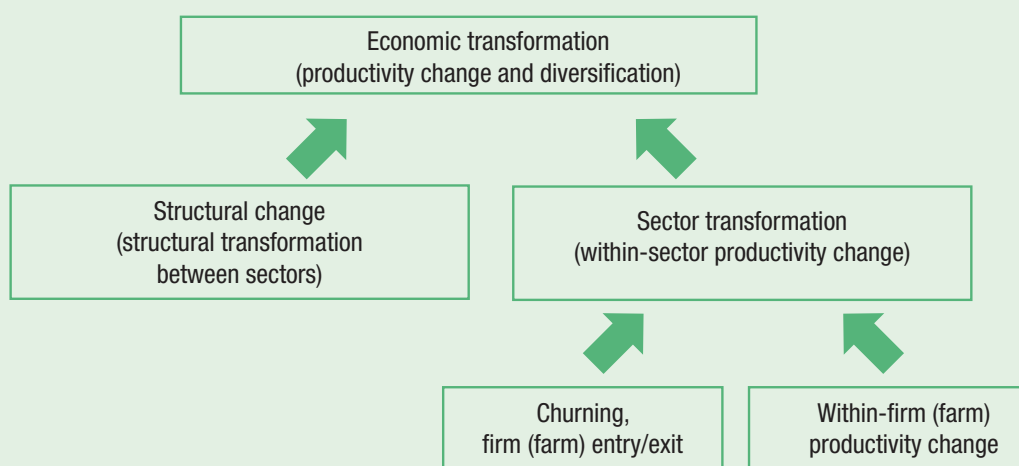 Economic transformation
(productivity change and diversification)
Structural change
(structural transformation
between sectors)
Sector transformation
(within-sector productivity change)
Churning,
firm (farm) entry/exit
Within-firm (farm)
productivity change